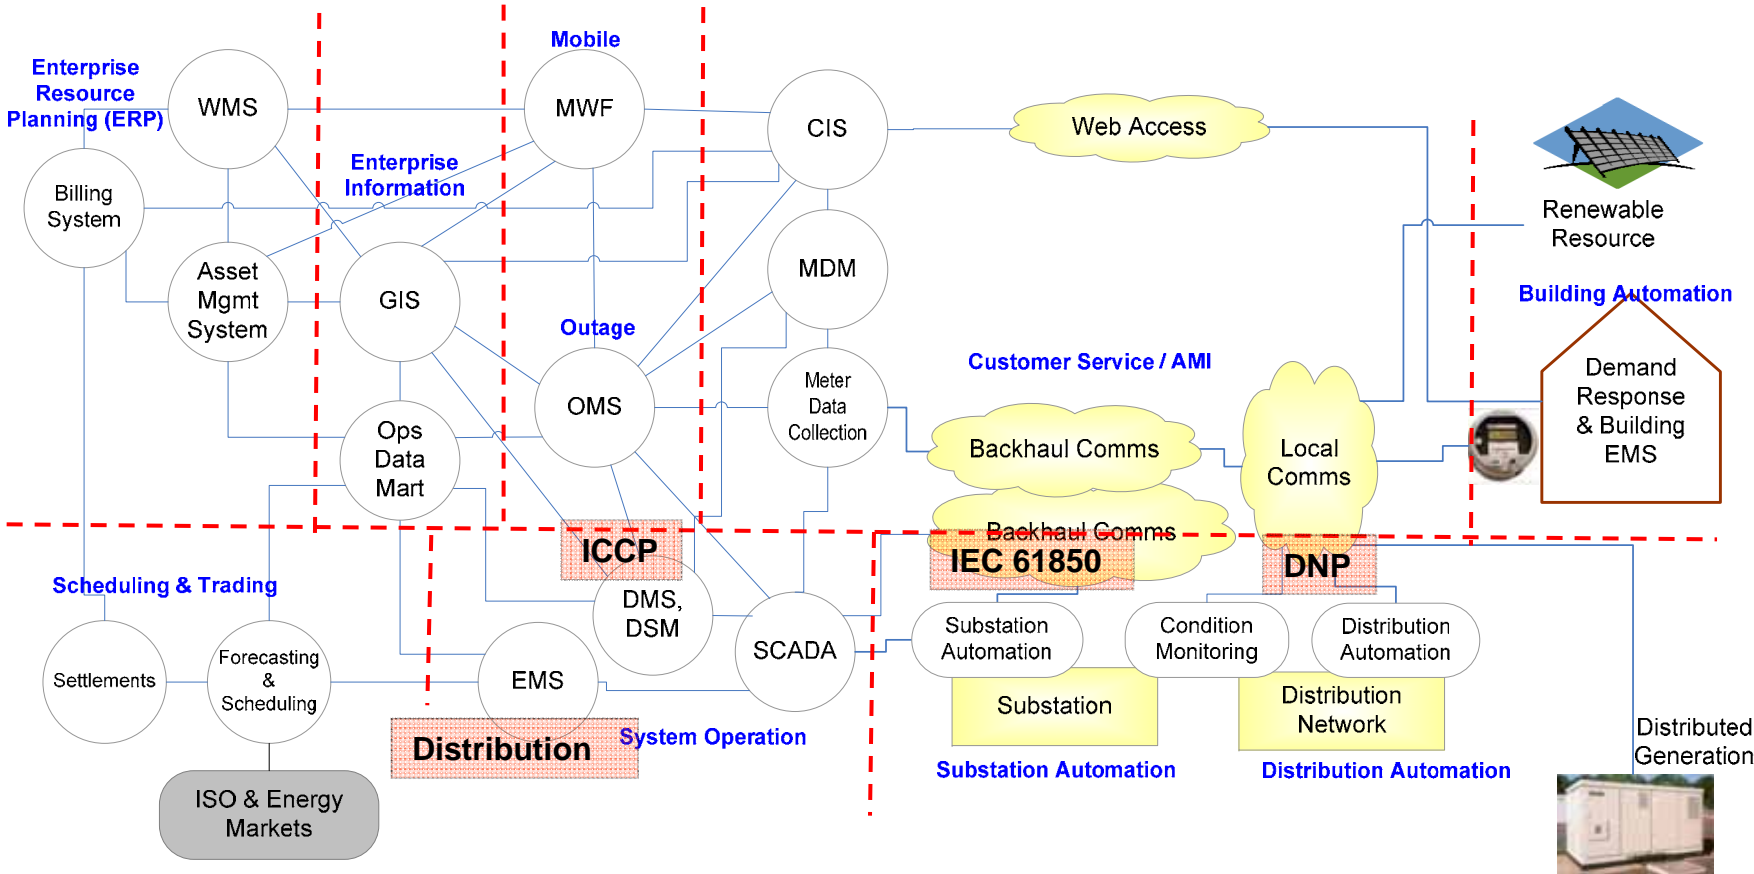 Mobile
Enterprise
Resource
Planning (ERP)
WMS
MWF
CIS
Web Access
Enterprise
Information
Billing
System
Renewable
Resource
Asset
Mgmt
System
GIS
MDM
Building Automation
Outage
Customer Service / AMI
Demand
Response
& Building
EMS
OMS
Meter
Data
Collection
Ops
Data
Mart
Backhaul Comms
Local
Comms
Backhaul Comms
ICCP
IEC 61850
DNP
Scheduling & Trading
DMS,
DSM
Substation
Automation
Condition
Monitoring
Distribution
Automation
Settlements
Forecasting
&
Scheduling
EMS
SCADA
Substation
Distribution
Network
Distribution
System Operation
Distributed
Generation
Substation Automation
Distribution Automation
ISO & Energy
Markets